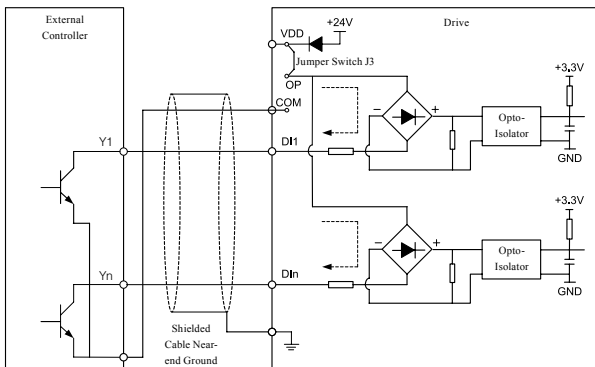 External
Controller
Drive
+24V
VDD
Jumper Switch J3
OP
COM
+3.3V
Y1
DI1
−
+
Opto-
Isolator
GND
+3.3V
Yn
DIn
−
+
Opto-
Isolator
GND
Shielded
Cable Near-
end Ground